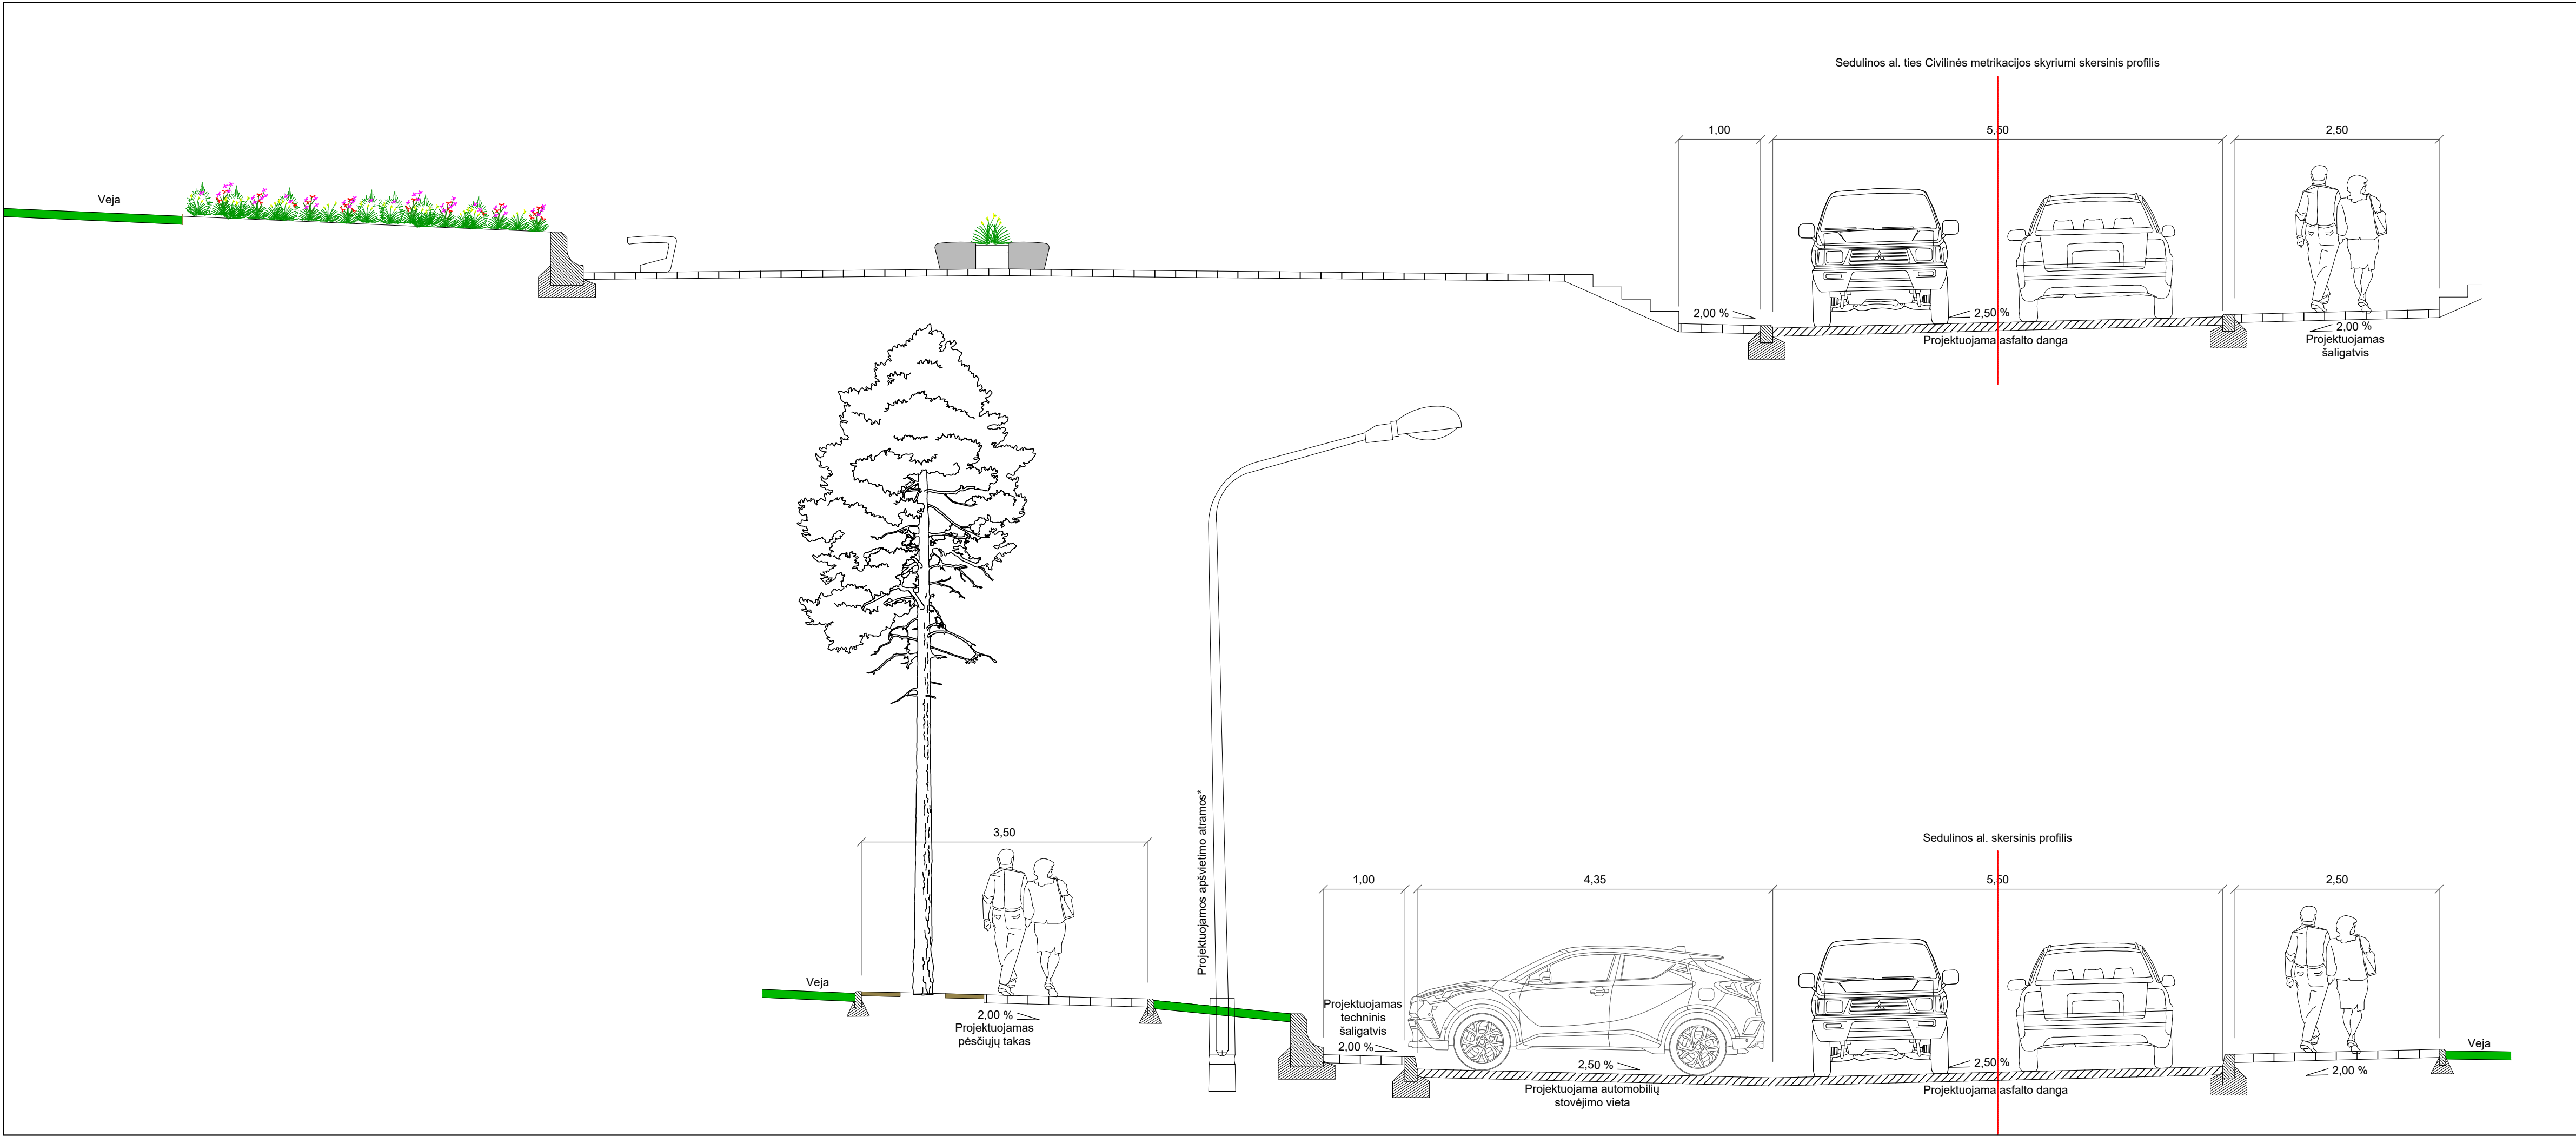 Sedulinos al. ties Civilinės metrikacijos skyriumi skersinis profilis
1,00
5,50
2,50
Veja
2,00 %
2,50 %
Projektuojama asfalto danga
2,00 %
Projektuojamas
šaligatvis
Projektuojamos apšvietimo atramos*
3,50
Sedulinos al. skersinis profilis
1,00
4,35
5,50
2,50
Veja
2,00 %
Projektuojamas
pėsčiųjų takas
Projektuojamas
techninis
šaligatvis
2,00 %
2,50 %
Projektuojama automobilių
stovėjimo vieta
2,50 %
Projektuojama asfalto danga
2,00 %
Veja